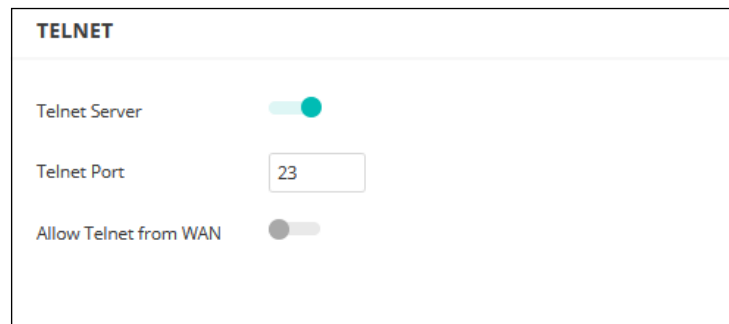 TELNET
Telnet Server
Telnet Port 23
Allow Telnet from WAN